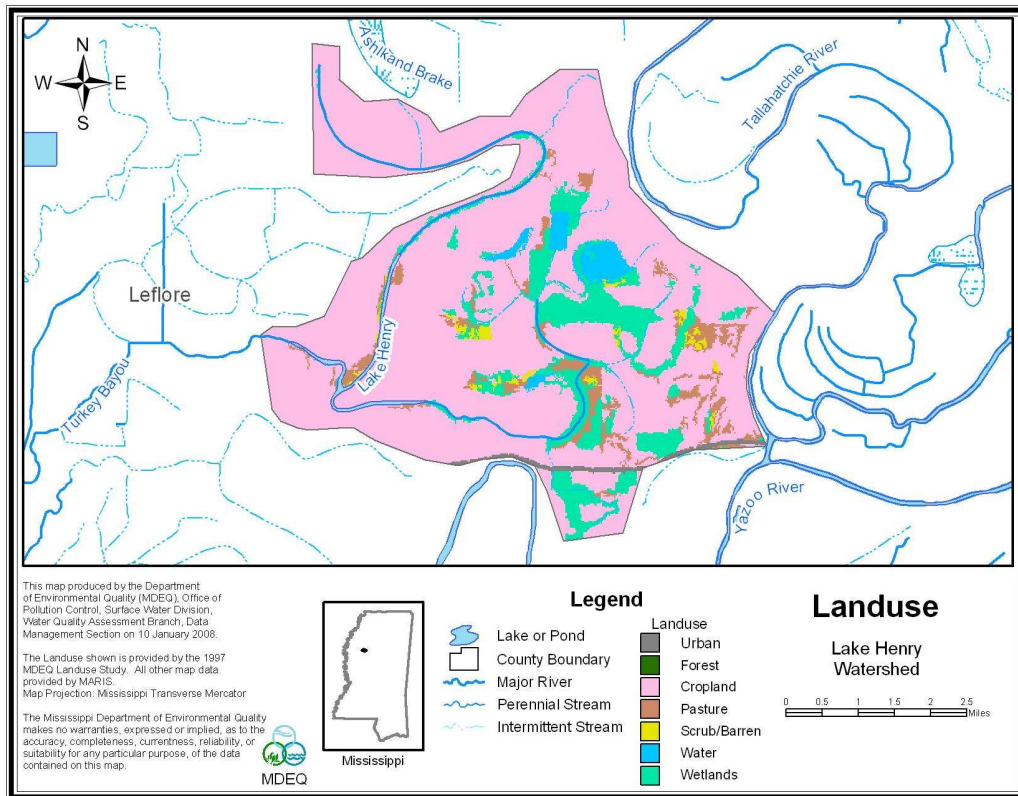 N
W
E
S
Ashlkand Brake
Tallahatchie River
Leflore
Lake Henry
Turkey Bayou
Yazoo River
This map produced by the Department
of Environmental Quality (MDEQ), Office of
Pollution Control, Surface Water Division,
Water Quality Assessment Branch, Data
Management Section on 10 January 2008.
The Landuse shown is provided by the 1997
MDEQ Landuse Study. All other map data
provided by MARIS.
Map Projection: Mississippi Transverse Mercator
The Mississippi Department of Environmental Quality
makes no warranties, expressed or implied, as to the
accuracy, completeness, currentness, reliability, or
suitability for any particular purpose, of the data
contained on this map.
MDEQ
Mississippi
Legend
Lake or Pond
County Boundary
Major River
Perennial Stream
Intermittent Stream
Landuse
Urban
Forest
Cropland
Pasture
Scrub/Barren
Water
Wetlands
Landuse
Lake Henry
Watershed
0 0.5 1 1.5 2 2.5
Miles